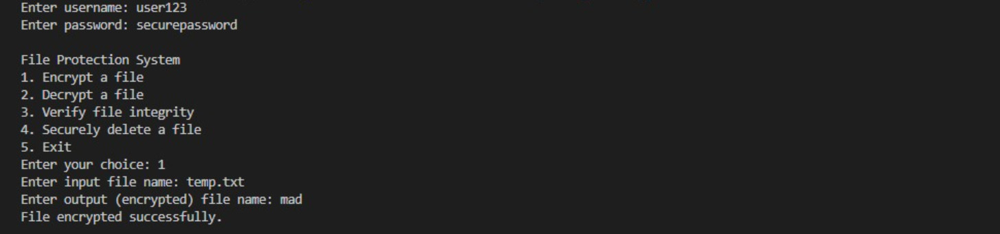 Enter username: user123
Enter password: securepassword
File Protection System
1. Encrypt a file
2. Decrypt a file
3. Verify file integrity
4. Securely delete a file
5. Exit
Enter your choice: 1
Enter input file name: temp.txt
Enter output (encrypted) file name: mad
File encrypted successfully.